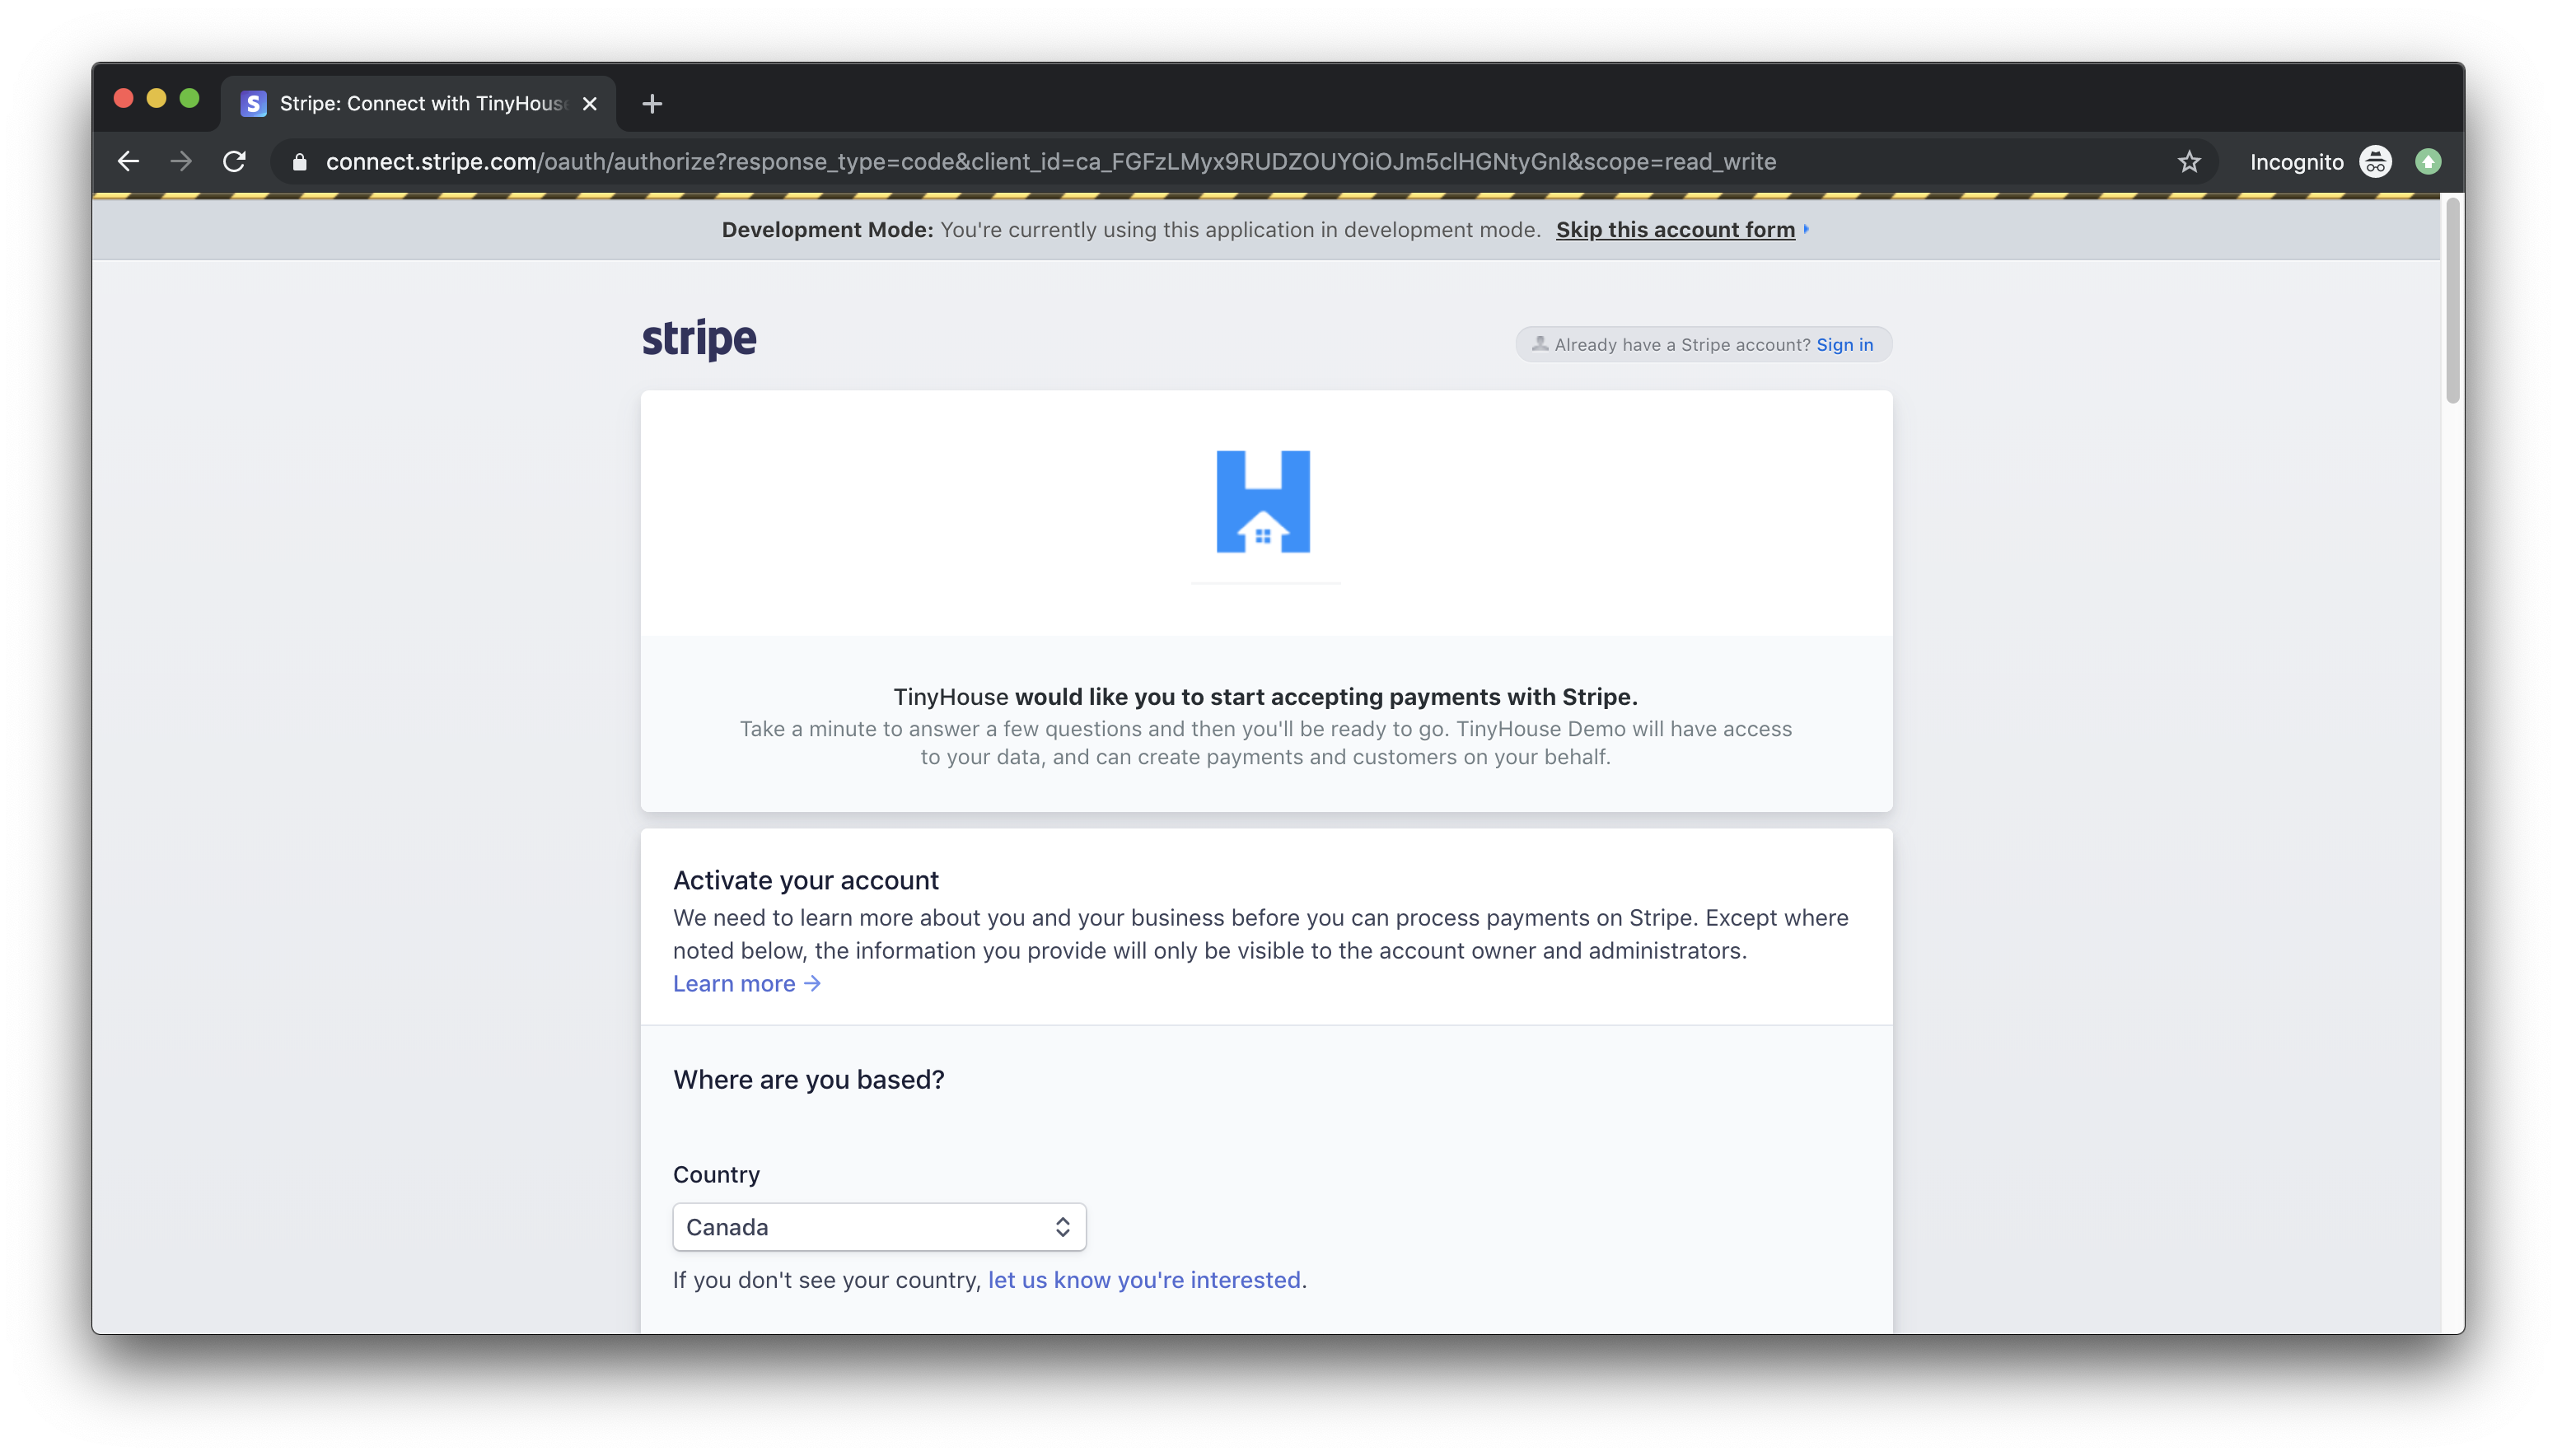 Stripe: Connect with TinyHouse
connect.stripe.com/oauth/authorize?response_type=code&client_id=ca_FGFzLMyx9RUDZOUYOiOJm5clHGNtyGnI&scope=read_write
Incognito
Development Mode: You're currently using this application in development mode. Skip this account form
stripe
Already have a Stripe account? Sign in
TinyHouse would like you to start accepting payments with Stripe.
Take a minute to answer a few questions and then you'll be ready to go. TinyHouse Demo will have access
to your data, and can create payments and customers on your behalf.
Activate your account
We need to learn more about you and your business before you can process payments on Stripe. Except where
noted below, the information you provide will only be visible to the account owner and administrators.
Learn more →
Where are you based?
Country
Canada
If you don't see your country, let us know you're interested.